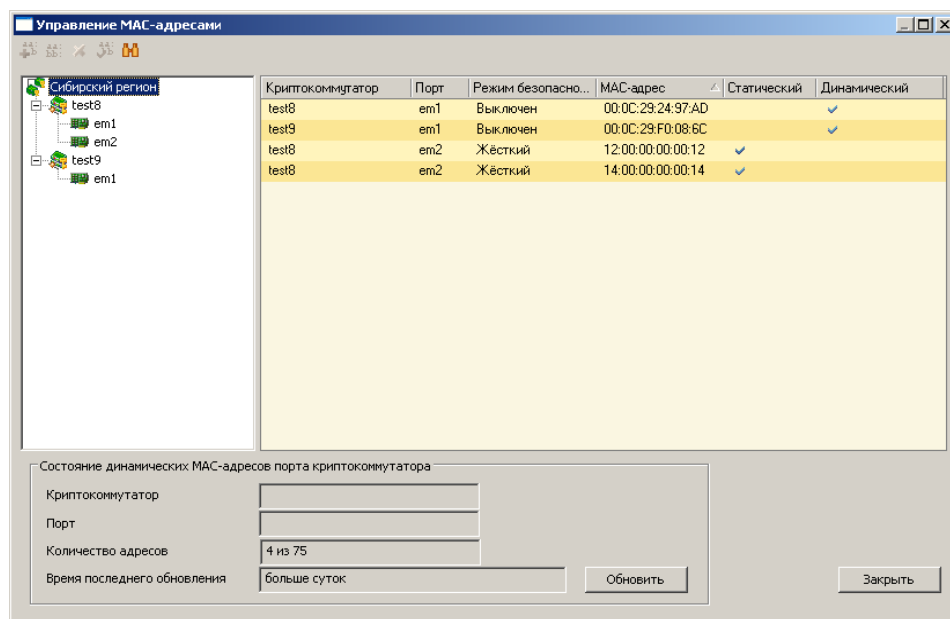 Управление МАС-адресами
Сибирский регион
test8
em1
em2
test9
em1
Криптокоммутатор Порт Режим безопасно... МАС-адрес Статический Динамический
test8 em1 Выключен 00:0C:29:24:97:AD
test9 em1 Выключен 00:0C:29:F0:08:6C
test8 em2 Жёсткий 12:00:00:00:00:12
test8 em2 Жёсткий 14:00:00:00:00:14
Состояние динамических МАС-адресов порта криптокоммутатора
Криптокоммутатор
Порт
Количество адресов 4 из 75
Время последнего обновления больше суток Обновить Закрыть